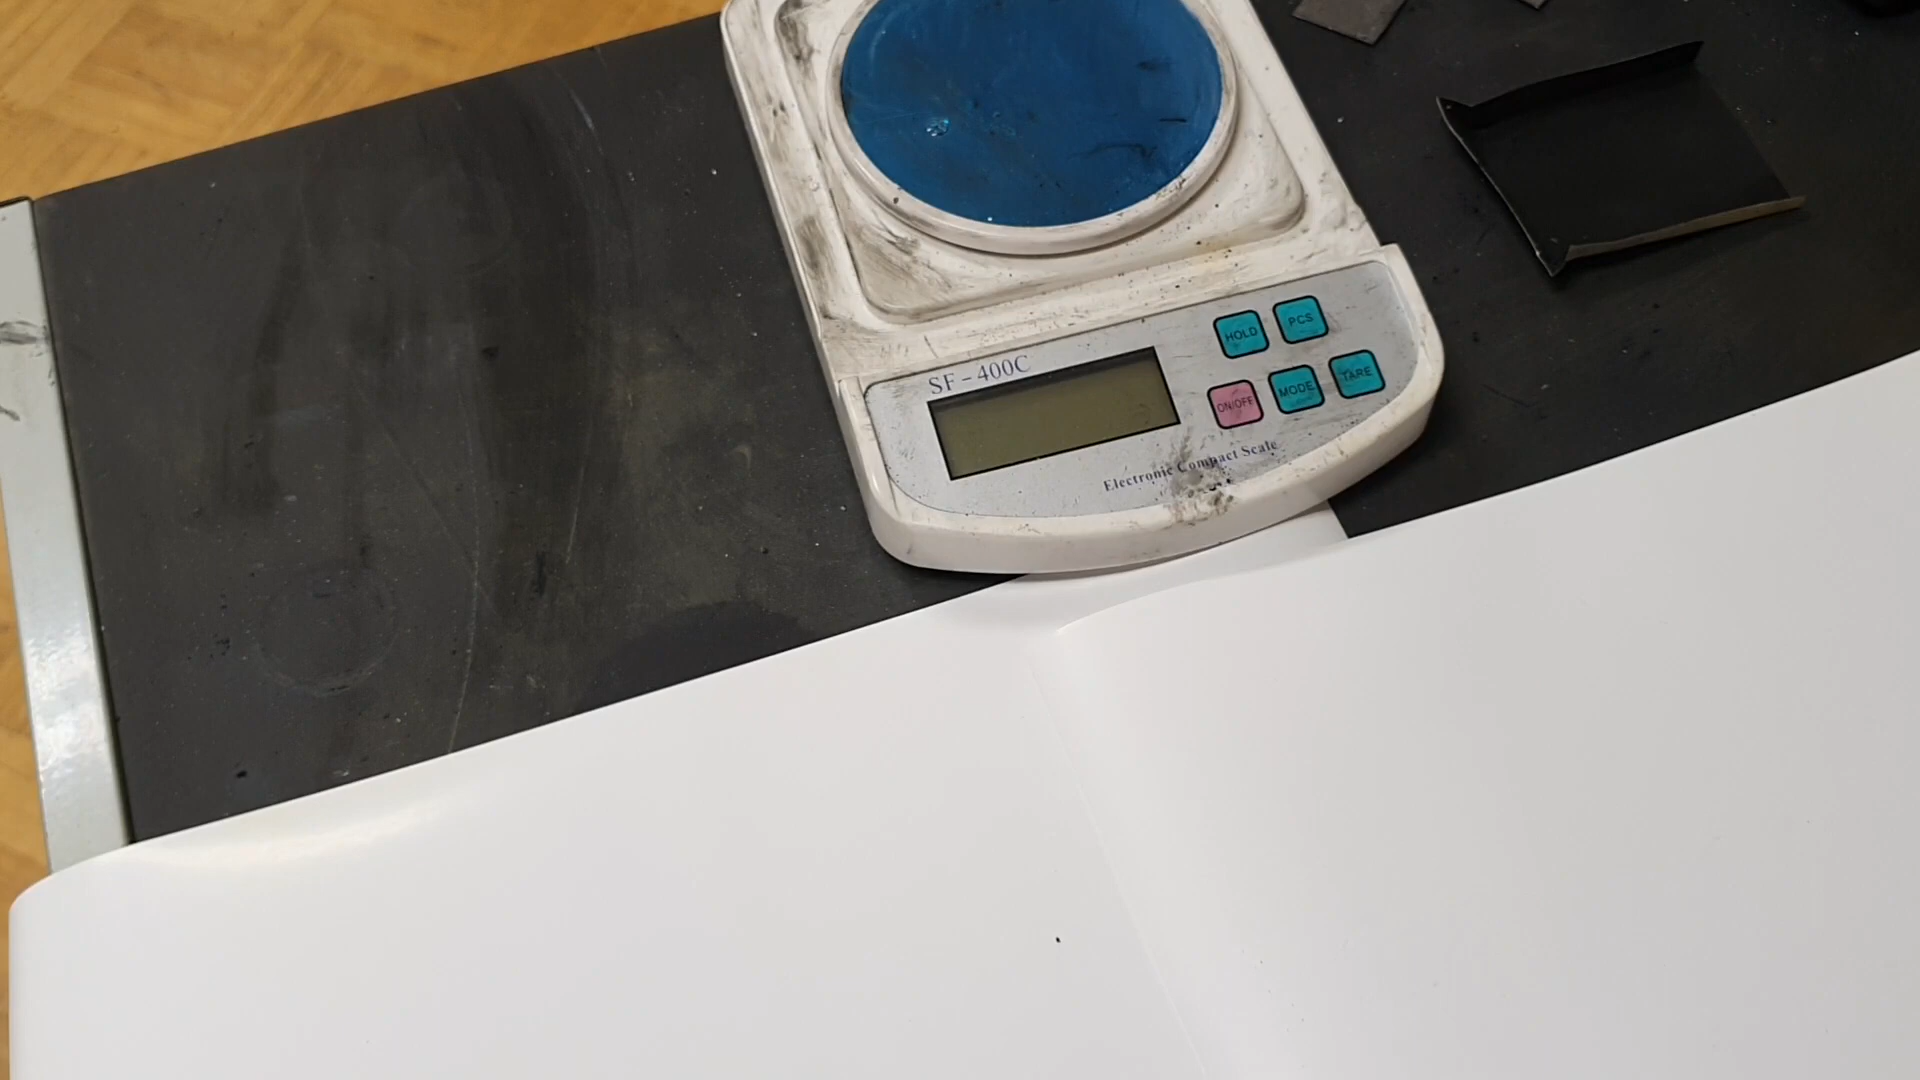 SF-400C
HOLD
PCS
ON/OFF
MODE
TARE
Electronic Compact Scale